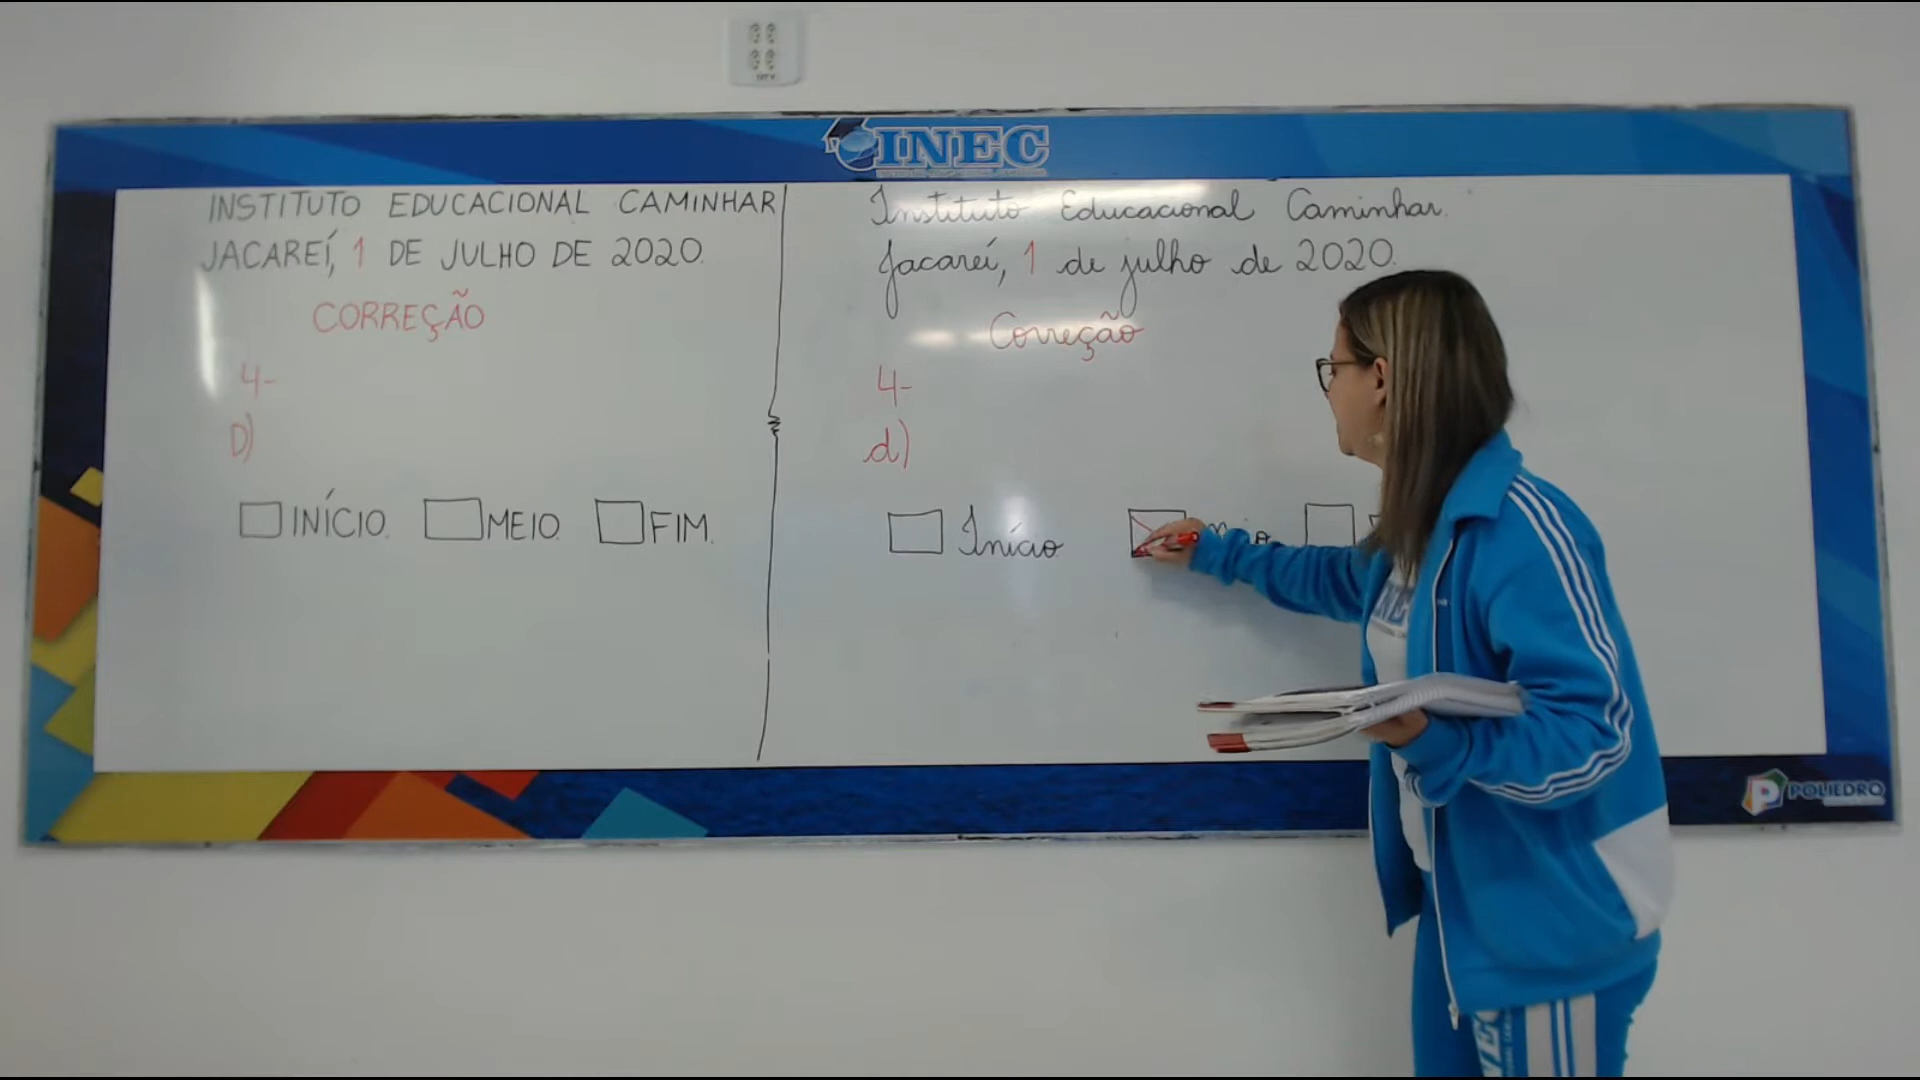 INEC
INSTITUTO EDUCACIONAL CAMINHAR
JACAREÍ, 1 DE JULHO DE 2020.
CORREÇÃO
4-
D)
INÍCIO. MEIO. FIM.
Instituto Educacional Caminhar.
Jacareí, 1 de julho de 2020.
Correção
4-
d)
Início
POLIEDRO